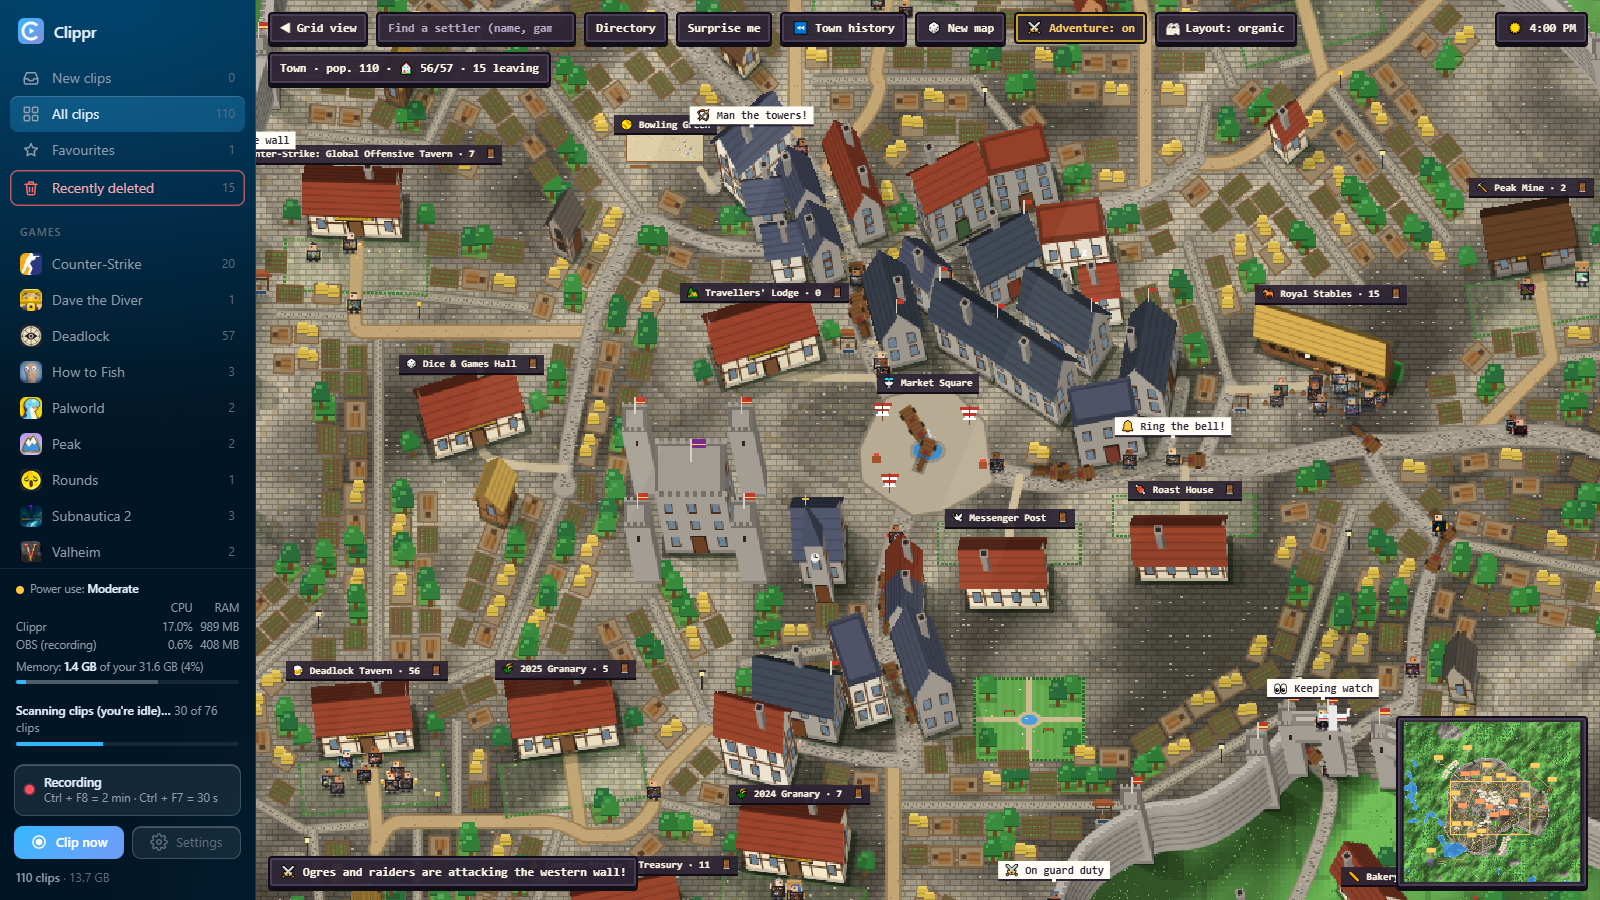 Clippr
New clips 0
All clips 110
Favourites 1
Recently deleted 15
GAMES
Counter-Strike 20
Dave the Diver 1
Deadlock 57
How to Fish 3
Palworld 2
Peak 2
Rounds 1
Subnautica 2 3
Valheim 2
Power use: Moderate
CPU RAM
Clippr 17.0% 989 MB
OBS (recording) 0.6% 408 MB
Memory: 1.4 GB of your 31.6 GB (4%)
Scanning clips (you're idle)... 30 of 76
clips
Recording
Ctrl + F8 = 2 min · Ctrl + F7 = 30 s
Clip now
Settings
110 clips · 13.7 GB
◀ Grid view
Find a settler (name, gam
Directory
Surprise me
Town history
New map
Adventure: on
Layout: organic
4:00 PM
Town · pop. 110 · 56/57 · 15 leaving
Man the towers!
Bowling Green
e wall
nter-Strike: Global Offensive Tavern · 7
Peak Mine · 2
Travellers' Lodge · 0
Royal Stables · 15
Dice & Games Hall
Market Square
Ring the bell!
Roast House
Messenger Post
Deadlock Tavern · 56
2025 Granary · 5
Keeping watch
2024 Granary · 7
Treasury · 11
Ogres and raiders are attacking the western wall!
On guard duty
Bakery